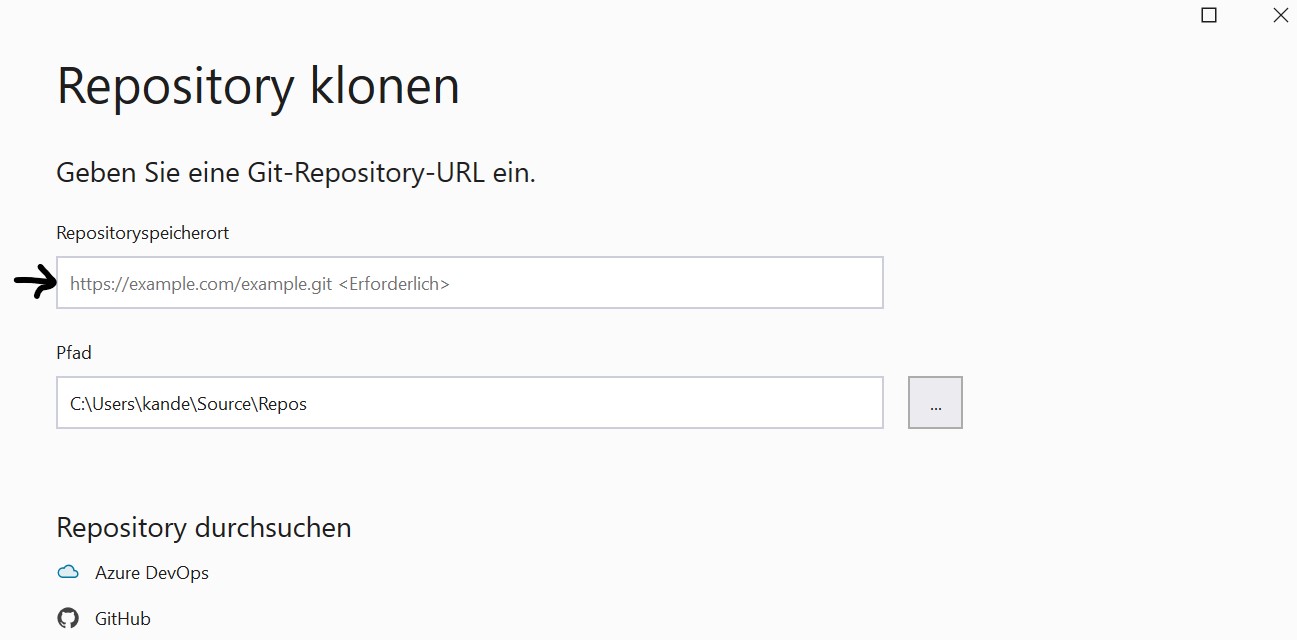 Repository klonen
Geben Sie eine Git-Repository-URL ein.
Repositoryspeicherort
https://example.com/example.git <Erforderlich>
Pfad
C:\Users\kande\Source\Repos
...
Repository durchsuchen
Azure DevOps
GitHub